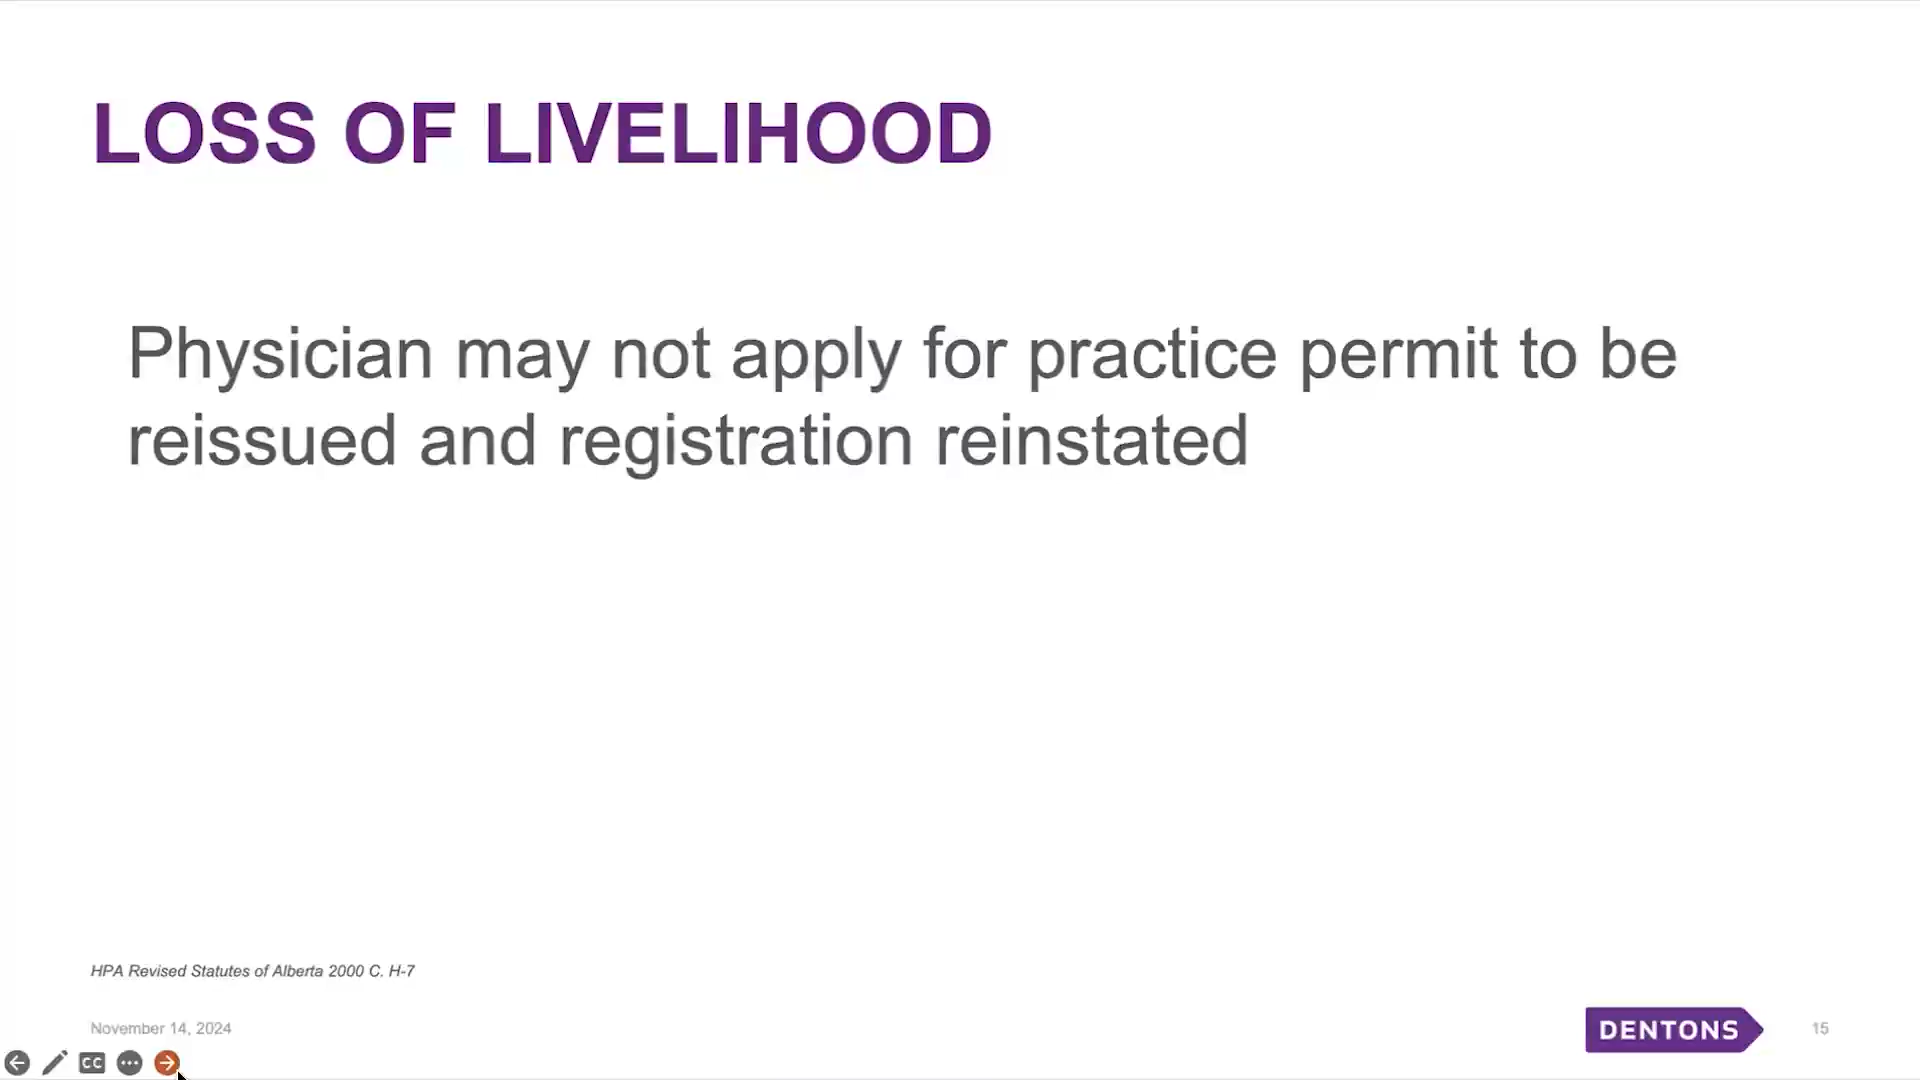 LOSS OF LIVELIHOOD
Physician may not apply for practice permit to be
reissued and registration reinstated
HPA Revised Statutes of Alberta 2000 C. H-7
November 14, 2024
DENTONS
15
CC